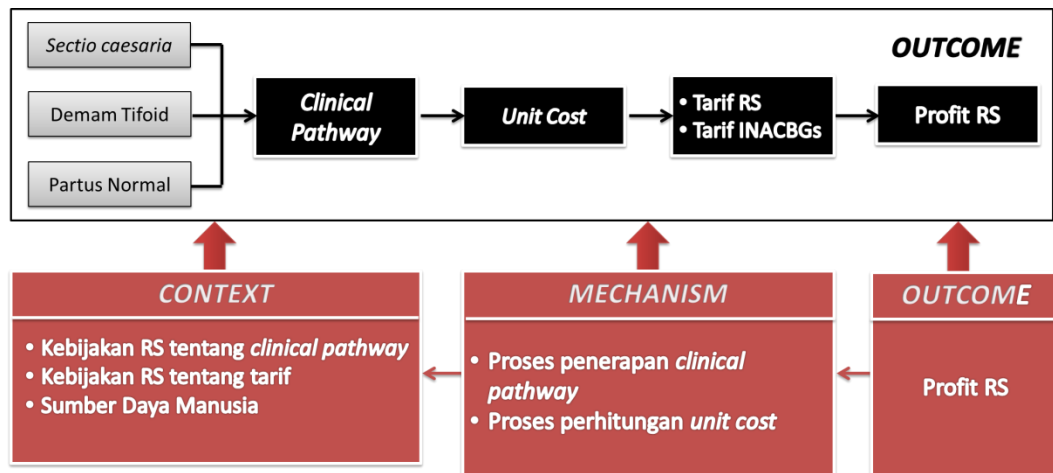 OUTCOME
Sectio caesaria
Demam Tifoid
Partus Normal
Clinical
Pathway
Unit Cost
• Tarif RS
• Tarif INACBGs
Profit RS
CONTEXT
• Kebijakan RS tentang clinical pathway
• Kebijakan RS tentang tarif
• Sumber Daya Manusia
MECHANISM
• Proses penerapan clinical
pathway
• Proses perhitungan unit cost
OUTCOME
Profit RS